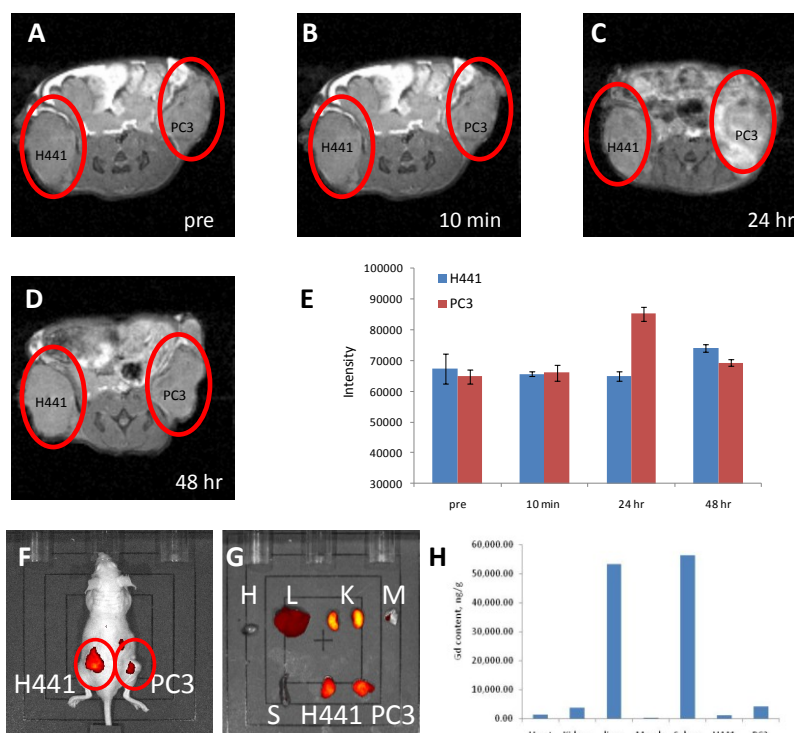 A
H441
PC3
pre
B
H441
PC3
10 min
C
H441
PC3
24 hr
D
H441
PC3
48 hr
E
H441
PC3
Intensity
100000
90000
80000
70000
60000
50000
40000
30000
pre
10 min
24 hr
48 hr
F
H441
PC3
G
H
L
K
M
S
H441
PC3
H
Gd content, ng/g
60,000.00
50,000.00
40,000.00
30,000.00
20,000.00
10,000.00
0.00